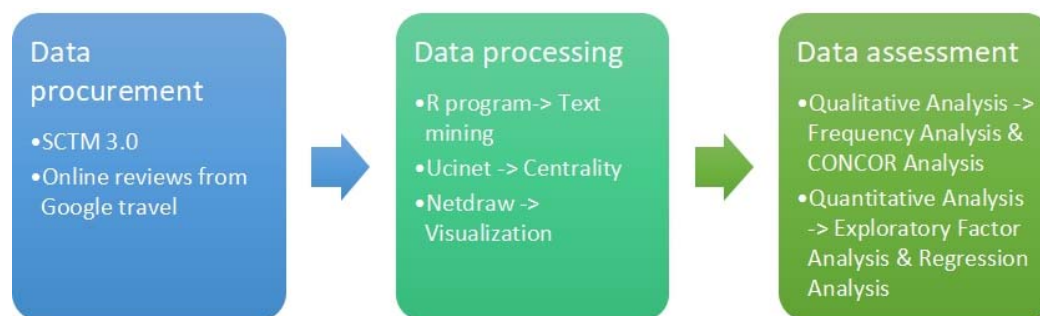 Data
procurement
•SCTM 3.0
•Online reviews from
Google travel
Data processing
•R program-> Text
mining
•Ucinet -> Centrality
•Netdraw ->
Visualization
Data assessment
•Qualitative Analysis ->
Frequency Analysis &
CONCOR Analysis
•Quantitative Analysis
-> Exploratory Factor
Analysis & Regression
Analysis